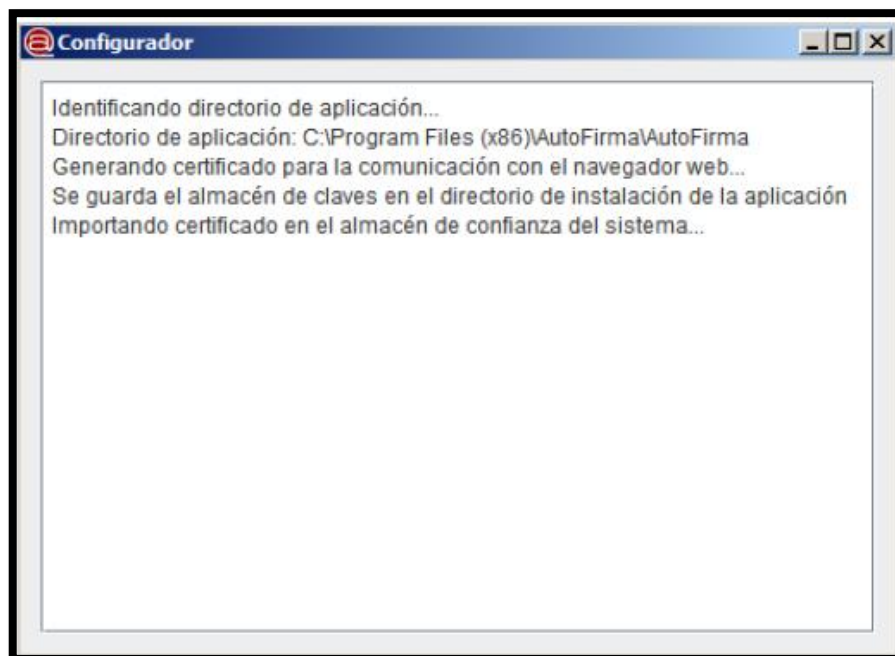 Configurador
Identificando directorio de aplicación...
Directorio de aplicación: C:\Program Files (x86)\AutoFirma\AutoFirma
Generando certificado para la comunicación con el navegador web...
Se guarda el almacén de claves en el directorio de instalación de la aplicación
Importando certificado en el almacén de confianza del sistema...